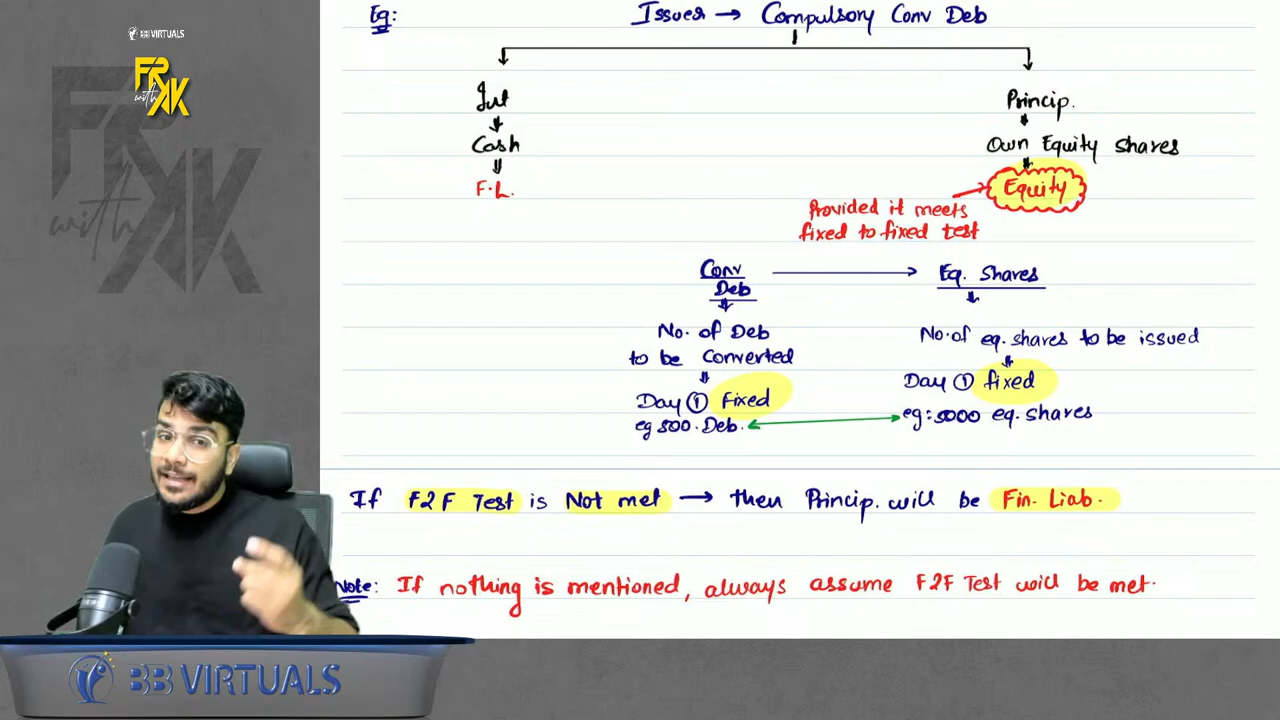 BB VIRTUALS
FR
with AK
FR
with AK
Eg:
Issuer → Compulsory Conv Deb
Int
Cash
F.L.
Princip.
Own Equity shares
Equity
Provided it meets
fixed to fixed test
Conv
Deb
Eq. Shares
No. of Deb
to be Converted
Day ① Fixed
eg 500. Deb.
No. of eq. shares to be issued
Day ① fixed
eg: 5000 eq. shares
If F2F Test is Not met → then Princip. will be Fin. Liab.
Note: If nothing is mentioned, always assume F2F Test will be met.
BB VIRTUALS